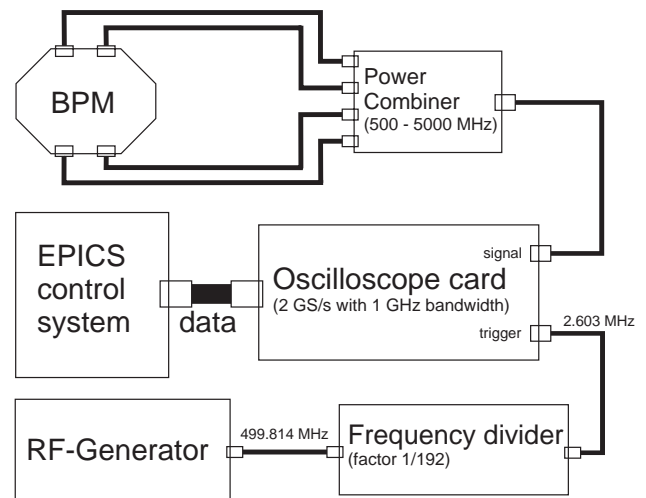 BPM
Power
Combiner
(500 - 5000 MHz)
EPICS
control
system
data
signal
Oscilloscope card
(2 GS/s with 1 GHz bandwidth)
trigger
2.603 MHz
RF-Generator
499.814 MHz
Frequency divider
(factor 1/192)